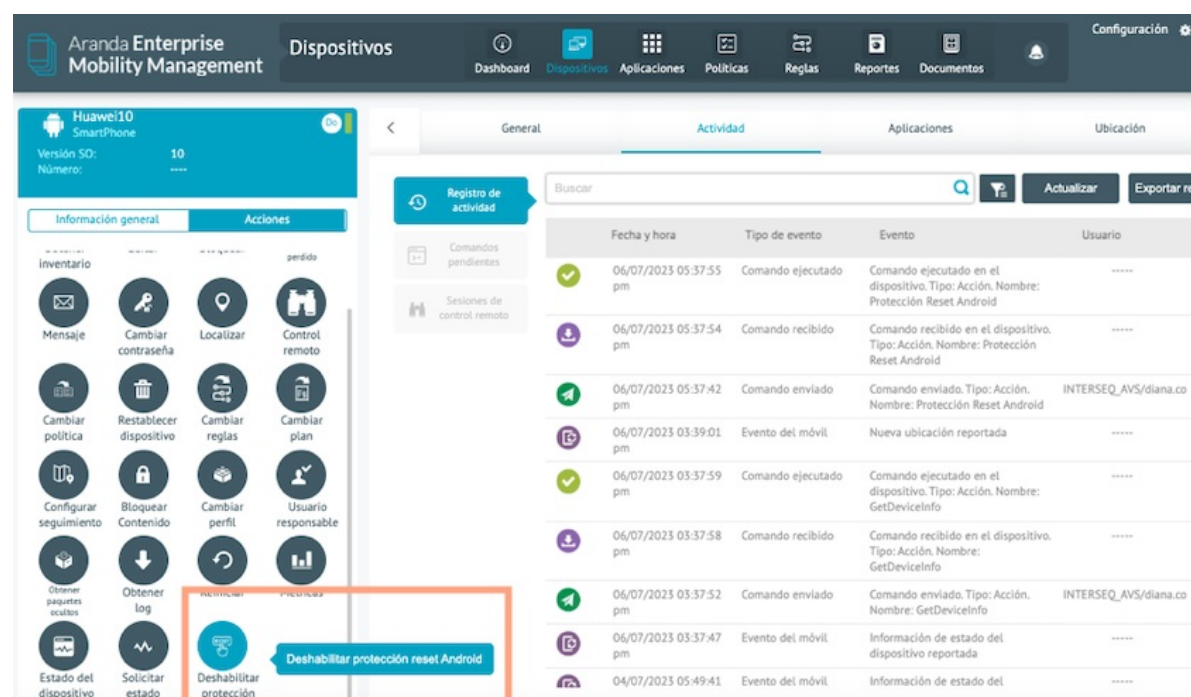 Aranda Enterprise
Mobility Management
Dispositivos
Dashboard
Dispositivos
Aplicaciones
Políticas
Reglas
Reportes
Documentos
Configuración
Huawei10
SmartPhone
Do
Versión SO: 10
Número: ----
Información general
Acciones
inventario
perdido
Mensaje
Cambiar
contraseña
Localizar
Control
remoto
Cambiar
política
Restablecer
dispositivo
Cambiar
reglas
Cambiar
plan
Configurar
seguimiento
Bloquear
Contenido
Cambiar
perfil
Usuario
responsable
Obtener
paquetes
ocultos
Obtener
log
Reiniciar
Métricas
Estado del
dispositivo
Solicitar
estado
Deshabilitar
protección
Deshabilitar protección reset Android
General
Actividad
Aplicaciones
Ubicación
Registro de
actividad
Comandos
pendientes
Sesiones de
control remoto
Buscar
Actualizar
Exportar re
Fecha y hora
Tipo de evento
Evento
Usuario
06/07/2023 05:37:55
pm
Comando ejecutado
Comando ejecutado en el
dispositivo. Tipo: Acción. Nombre:
Protección Reset Android
-----
06/07/2023 05:37:54
pm
Comando recibido
Comando recibido en el dispositivo.
Tipo: Acción. Nombre: Protección
Reset Android
-----
06/07/2023 05:37:42
pm
Comando enviado
Comando enviado. Tipo: Acción.
Nombre: Protección Reset Android
INTERSEQ_AVS/diana.co
06/07/2023 03:39:01
pm
Evento del móvil
Nueva ubicación reportada
-----
06/07/2023 03:37:59
pm
Comando ejecutado
Comando ejecutado en el
dispositivo. Tipo: Acción. Nombre:
GetDeviceInfo
-----
06/07/2023 03:37:58
pm
Comando recibido
Comando recibido en el dispositivo.
Tipo: Acción. Nombre:
GetDeviceInfo
-----
06/07/2023 03:37:52
pm
Comando enviado
Comando enviado. Tipo: Acción.
Nombre: GetDeviceInfo
INTERSEQ_AVS/diana.co
06/07/2023 03:37:47
pm
Evento del móvil
Información de estado del
dispositivo reportada
-----
04/07/2023 05:49:41
Evento del móvil
Información de estado del
-----